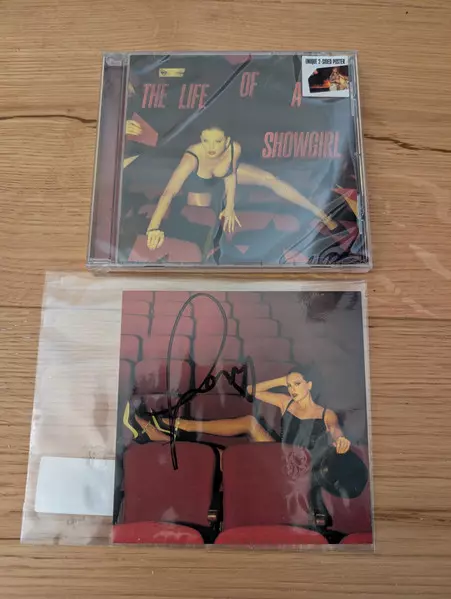 UNIQUE 2-SIDED POSTER
THE LIFE OF A
SHOWGIRL